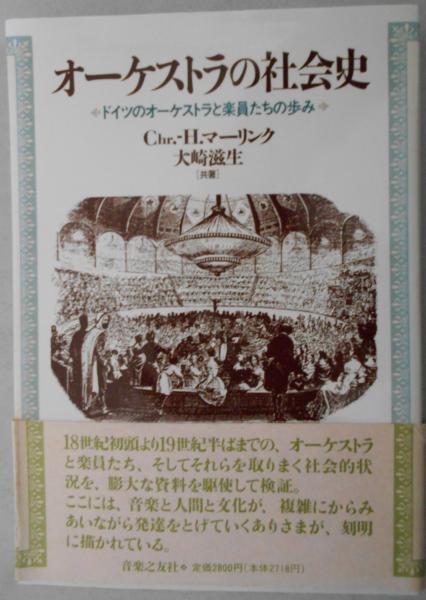 オーケストラの社会史
ドイツのオーケストラと楽員たちの歩み
Chr.-H.マーリンク
大崎滋生
[共著]
18世紀初頭より19世紀半ばまでの、オーケストラ
と楽員たち、そしてそれらを取りまく社会的状
況を、膨大な資料を駆使して検証。
ここには、音楽と人間と文化が、複雑にからみ
あいながら発達をとげていくありさまが、刻明
に描かれている。
音楽之友社 定価2800円(本体2718円)